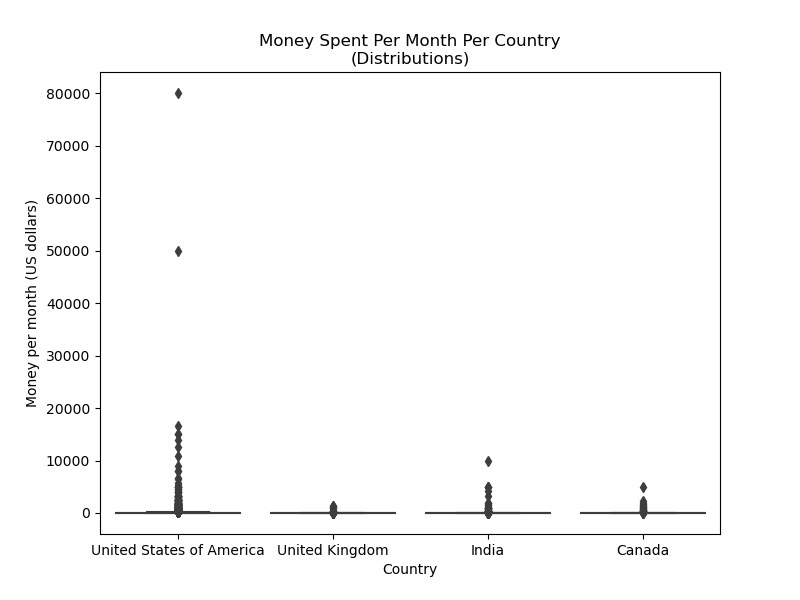 Money Spent Per Month Per Country
(Distributions)
80000
70000
60000
50000
40000
30000
20000
10000
0
Money per month (US dollars)
United States of America
United Kingdom
India
Canada
Country